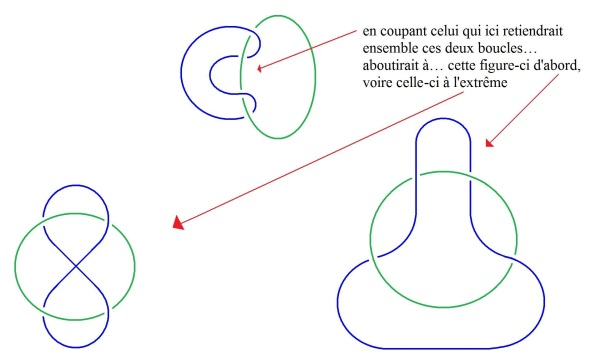 en coupant celui qui ici retiendrait
ensemble ces deux boucles…
aboutirait à… cette figure-ci d'abord,
voire celle-ci à l'extrême